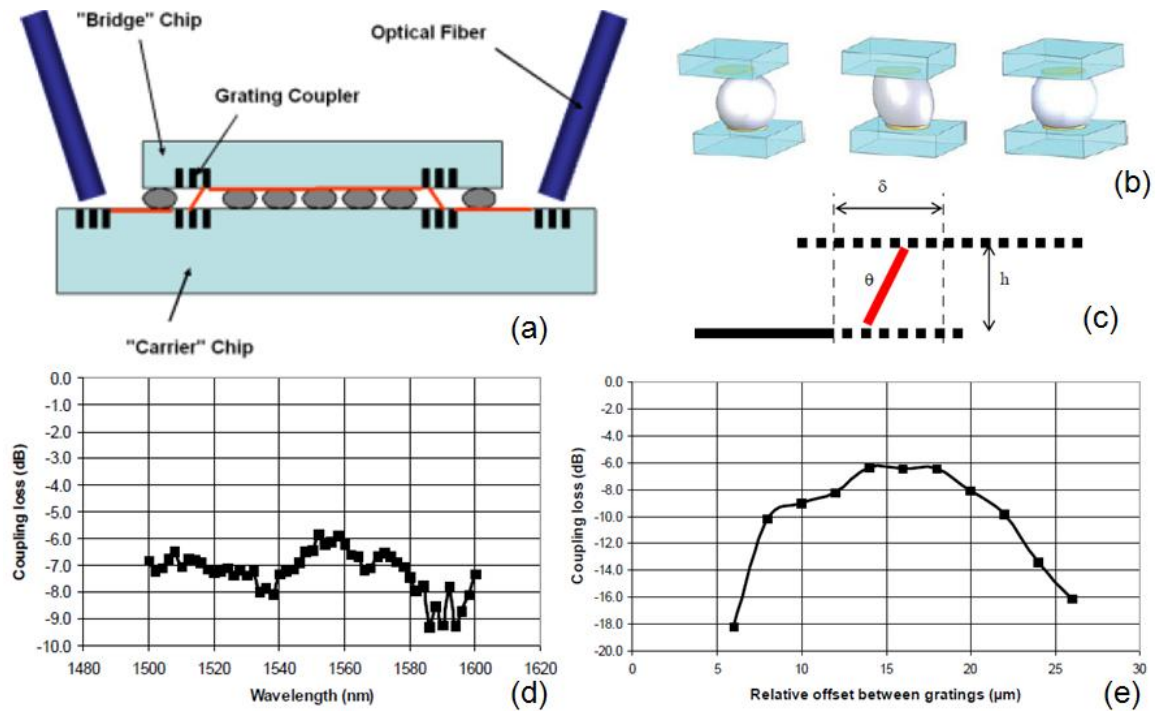 "Bridge" Chip
Optical Fiber
Grating Coupler
"Carrier" Chip
(a)
(b)
δ
θ
h
(c)
0.0
-1.0
-2.0
-3.0
-4.0
-5.0
-6.0
-7.0
-8.0
-9.0
-10.0
Coupling loss (dB)
1480 1500 1520 1540 1560 1580 1600 1620
Wavelength (nm)
(d)
0.0
-2.0
-4.0
-6.0
-8.0
-10.0
-12.0
-14.0
-16.0
-18.0
-20.0
Coupling loss (dB)
0 5 10 15 20 25 30
Relative offset between gratings (µm)
(e)